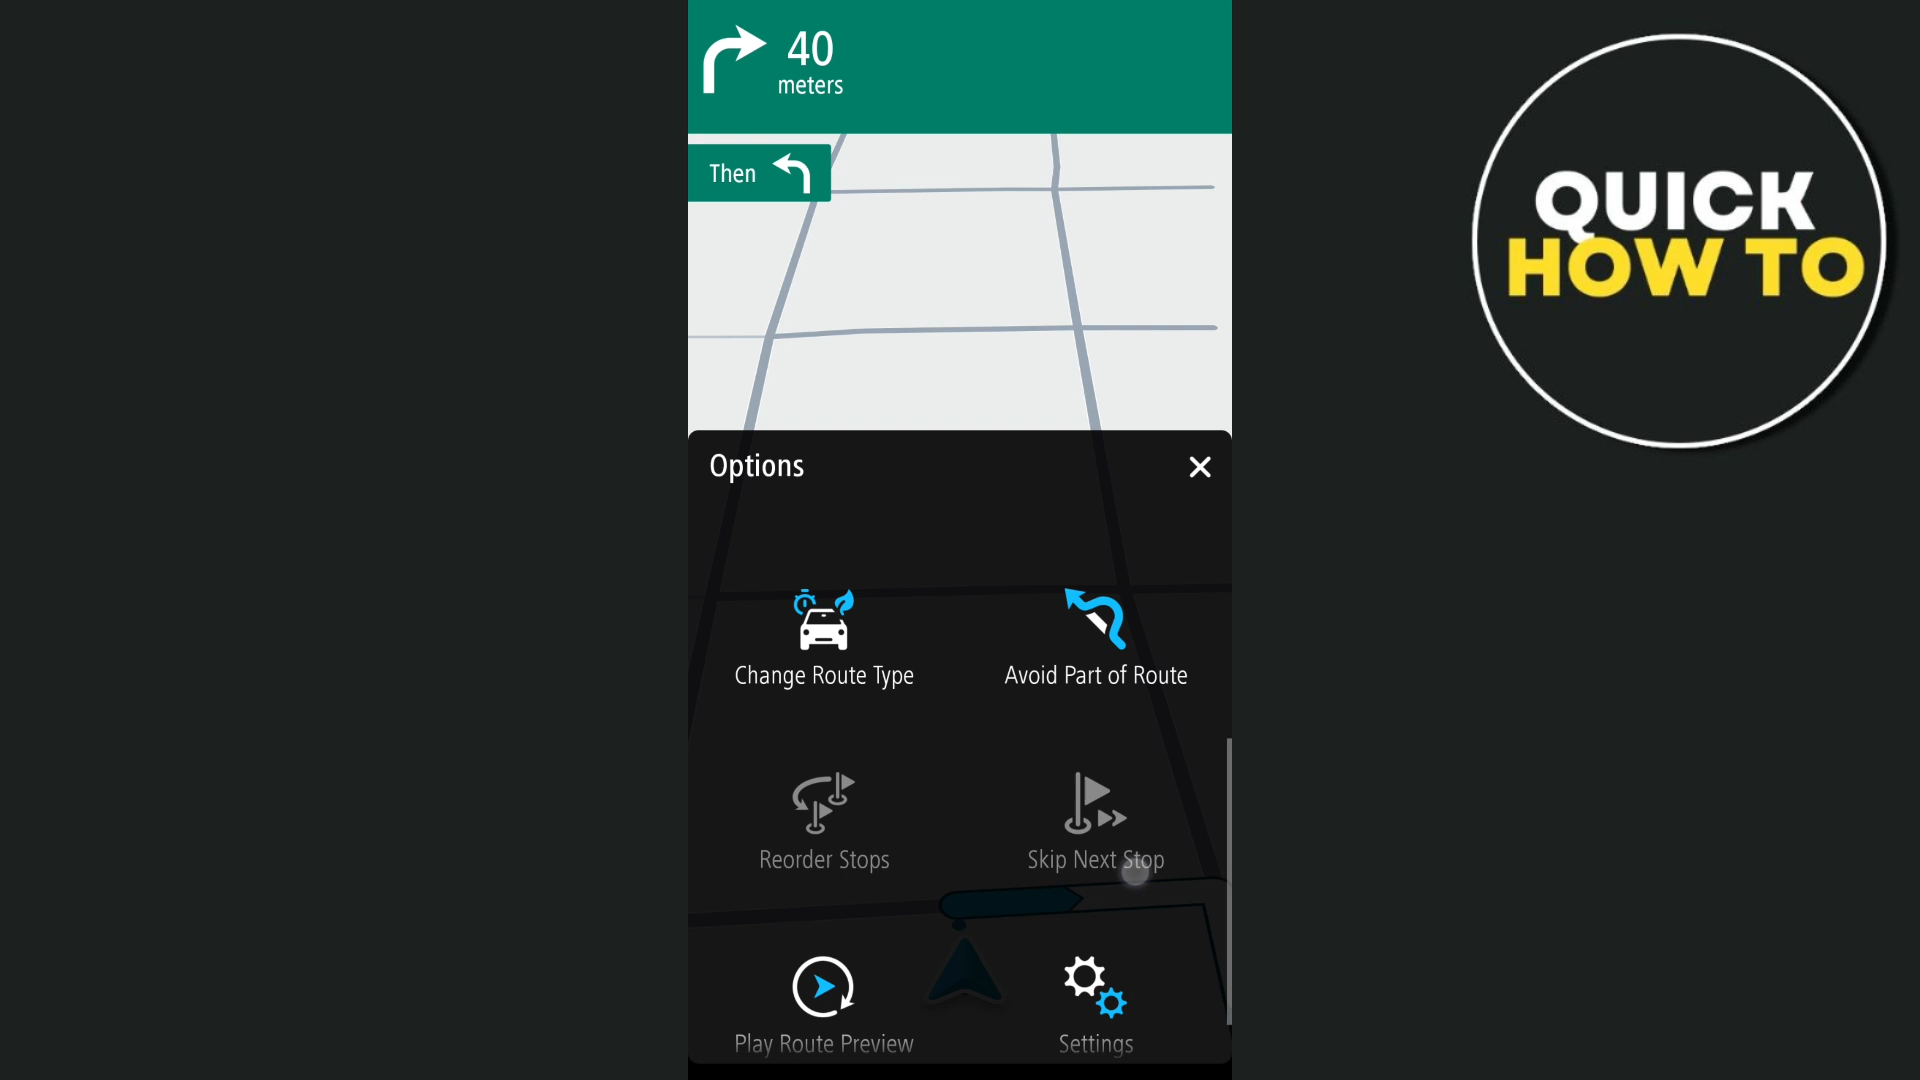 40
meters
Then
QUICK
HOW TO
Options
Change Route Type
Avoid Part of Route
Reorder Stops
Skip Next Stop
Play Route Preview
Settings